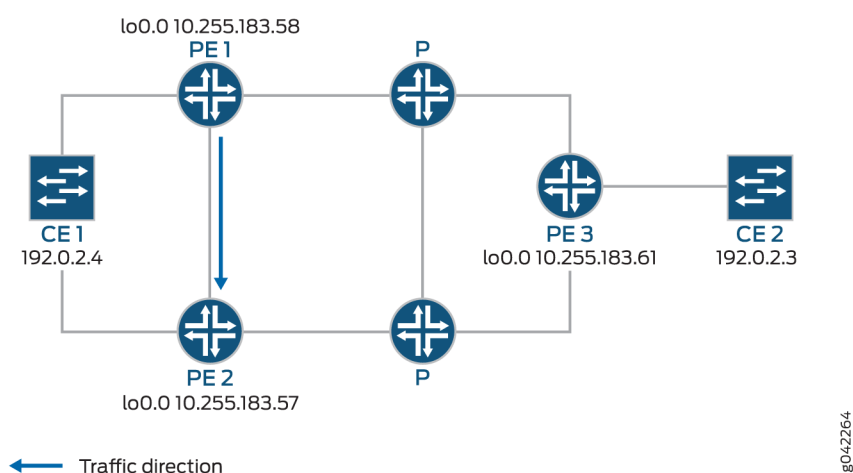 lo0.0 10.255.183.58
PE 1
P
CE 1
192.0.2.4
PE 3
lo0.0 10.255.183.61
CE 2
192.0.2.3
PE 2
lo0.0 10.255.183.57
P
Traffic direction
g042264